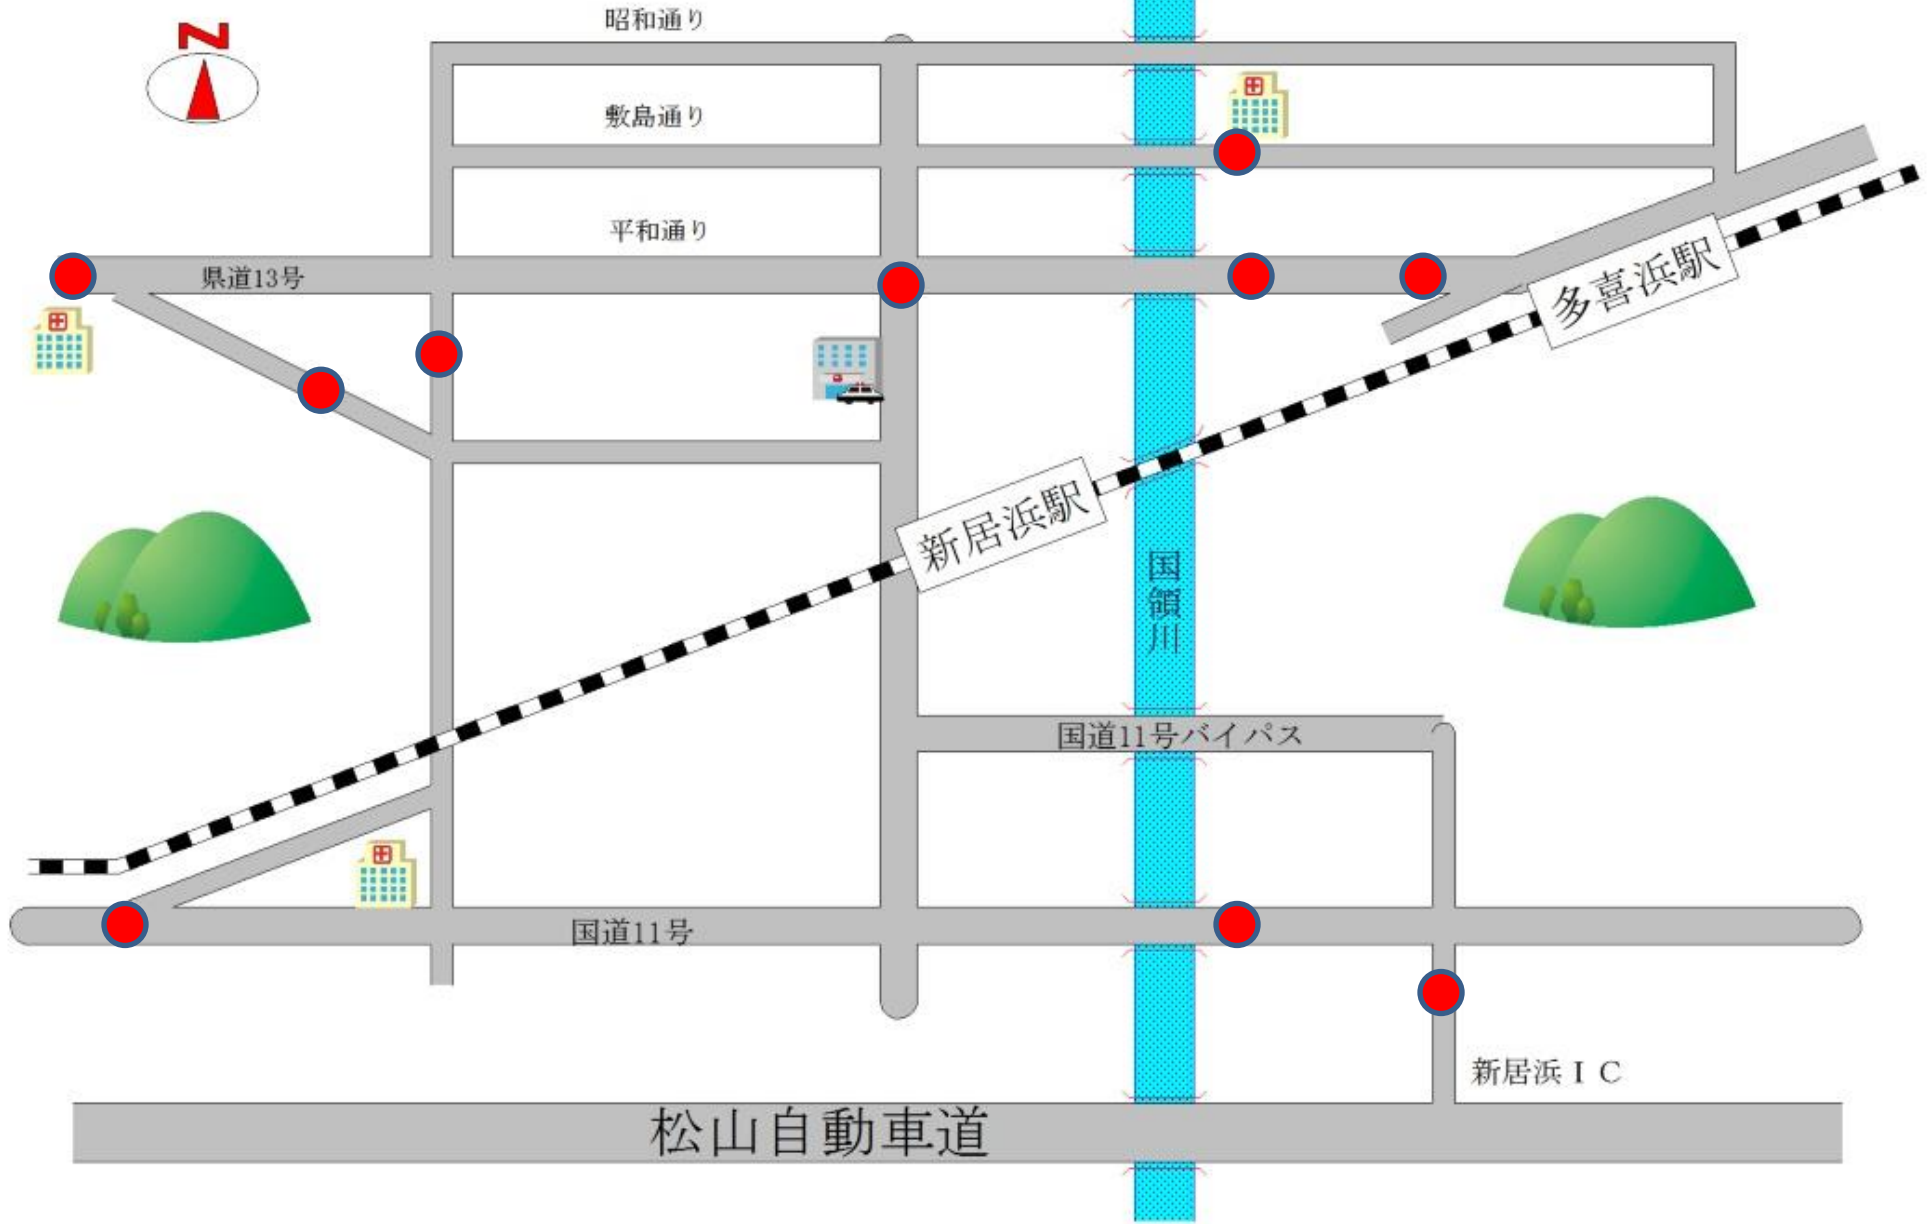 昭和通り
N
敷島通り
平和通り
県道13号
多喜浜駅
新居浜駅
国領川
国道11号バイパス
国道11号
新居浜ＩＣ
松山自動車道